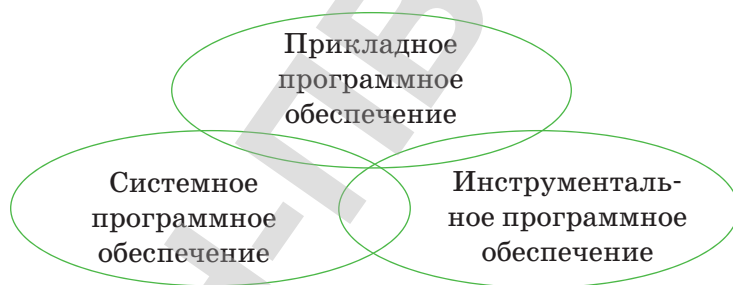 Прикладное
программное
обеспечение
Системное
программное
обеспечение
Инструменталь-
ное программное
обеспечение